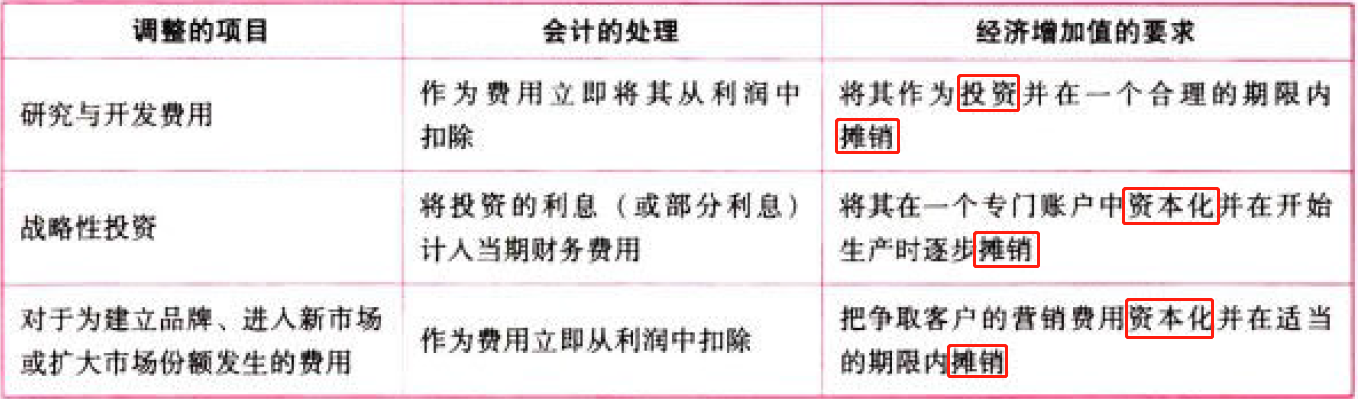 调整的项目
会计的处理
经济增加值的要求
研究与开发费用
作为费用立即将其从利润中
扣除
将其作为投资并在一个合理的期限内
摊销
战略性投资
将投资的利息（或部分利息）
计入当期财务费用
将其在一个专门账户中资本化并在开始
生产时逐步摊销
对于为建立品牌、进入新市场
或扩大市场份额发生的费用
作为费用立即从利润中扣除
把争取客户的营销费用资本化并在适当
的期限内摊销